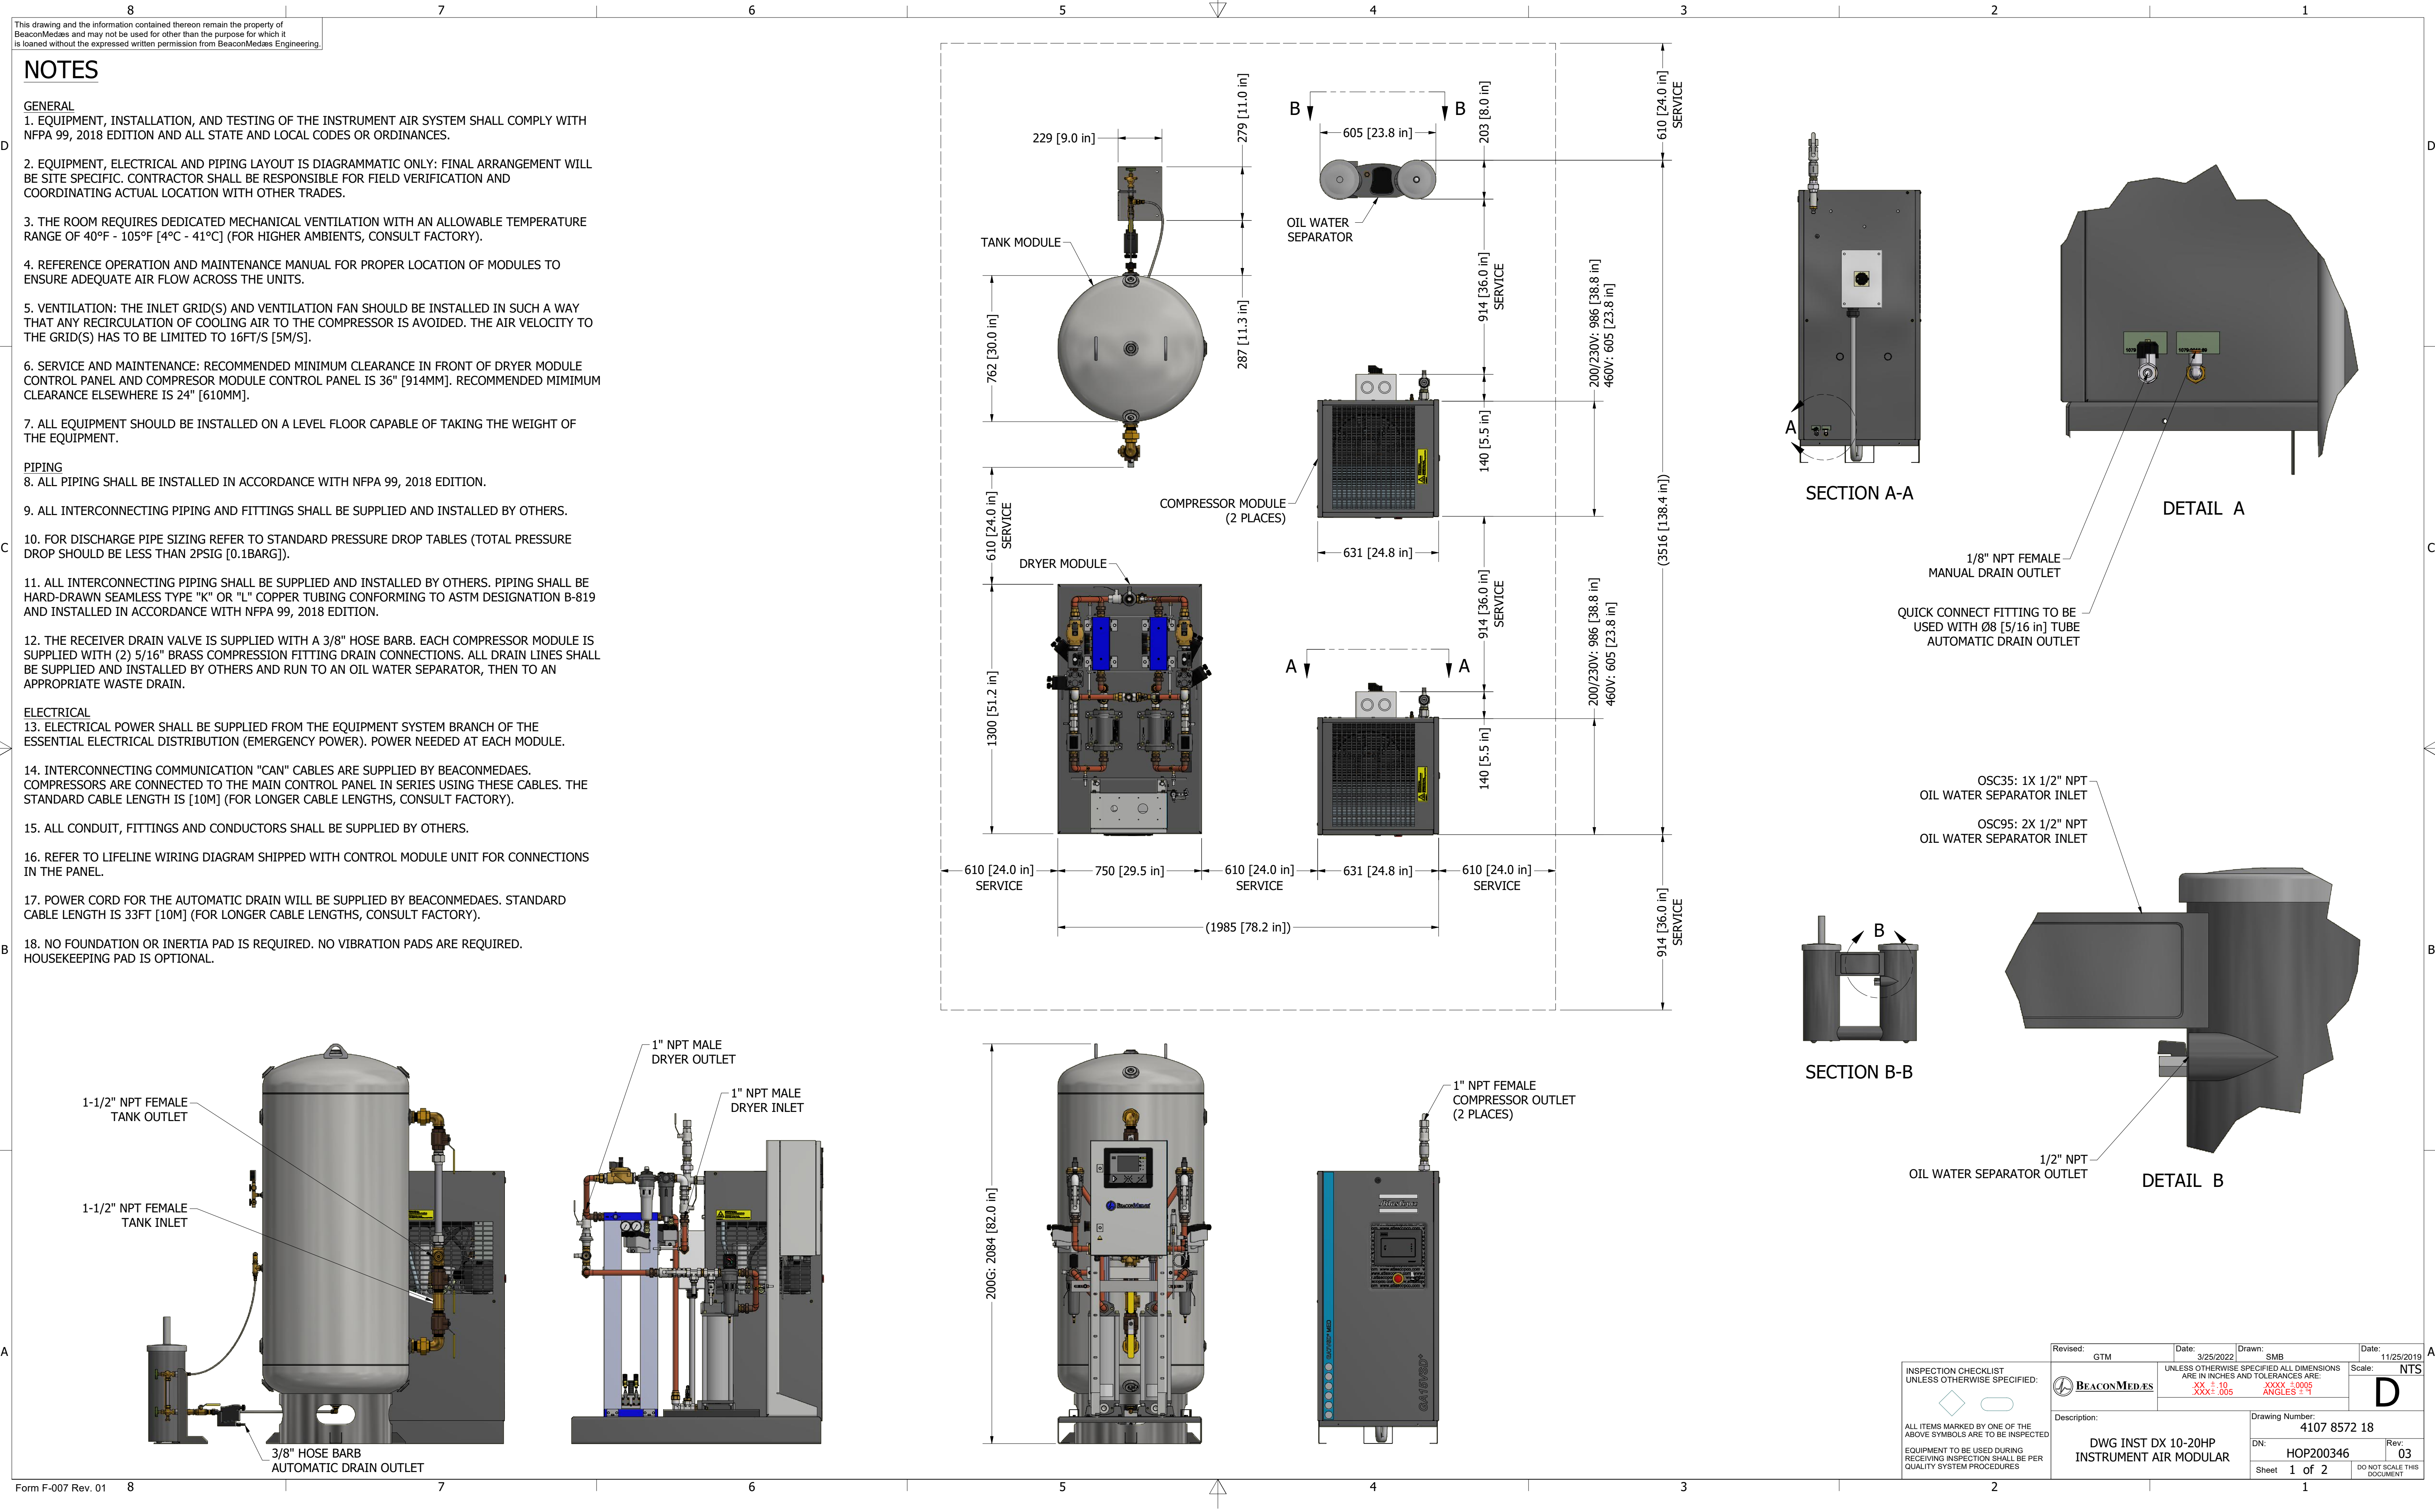 8 7 6 5 4 3 2 1
This drawing and the information contained thereon remain the property of
BeaconMedæs and may not be used for other than the purpose for which it
is loaned without the expressed written permission from BeaconMedæs Engineering.
NOTES
GENERAL
1. EQUIPMENT, INSTALLATION, AND TESTING OF THE INSTRUMENT AIR SYSTEM SHALL COMPLY WITH
NFPA 99, 2018 EDITION AND ALL STATE AND LOCAL CODES OR ORDINANCES.
2. EQUIPMENT, ELECTRICAL AND PIPING LAYOUT IS DIAGRAMMATIC ONLY: FINAL ARRANGEMENT WILL
BE SITE SPECIFIC. CONTRACTOR SHALL BE RESPONSIBLE FOR FIELD VERIFICATION AND
COORDINATING ACTUAL LOCATION WITH OTHER TRADES.
3. THE ROOM REQUIRES DEDICATED MECHANICAL VENTILATION WITH AN ALLOWABLE TEMPERATURE
RANGE OF 40°F - 105°F [4°C - 41°C] (FOR HIGHER AMBIENTS, CONSULT FACTORY).
4. REFERENCE OPERATION AND MAINTENANCE MANUAL FOR PROPER LOCATION OF MODULES TO
ENSURE ADEQUATE AIR FLOW ACROSS THE UNITS.
5. VENTILATION: THE INLET GRID(S) AND VENTILATION FAN SHOULD BE INSTALLED IN SUCH A WAY
THAT ANY RECIRCULATION OF COOLING AIR TO THE COMPRESSOR IS AVOIDED. THE AIR VELOCITY TO
THE GRID(S) HAS TO BE LIMITED TO 16FT/S [5M/S].
6. SERVICE AND MAINTENANCE: RECOMMENDED MINIMUM CLEARANCE IN FRONT OF DRYER MODULE
CONTROL PANEL AND COMPRESOR MODULE CONTROL PANEL IS 36" [914MM]. RECOMMENDED MIMIMUM
CLEARANCE ELSEWHERE IS 24" [610MM].
7. ALL EQUIPMENT SHOULD BE INSTALLED ON A LEVEL FLOOR CAPABLE OF TAKING THE WEIGHT OF
THE EQUIPMENT.
PIPING
8. ALL PIPING SHALL BE INSTALLED IN ACCORDANCE WITH NFPA 99, 2018 EDITION.
9. ALL INTERCONNECTING PIPING AND FITTINGS SHALL BE SUPPLIED AND INSTALLED BY OTHERS.
10. FOR DISCHARGE PIPE SIZING REFER TO STANDARD PRESSURE DROP TABLES (TOTAL PRESSURE
DROP SHOULD BE LESS THAN 2PSIG [0.1BARG]).
11. ALL INTERCONNECTING PIPING SHALL BE SUPPLIED AND INSTALLED BY OTHERS. PIPING SHALL BE
HARD-DRAWN SEAMLESS TYPE "K" OR "L" COPPER TUBING CONFORMING TO ASTM DESIGNATION B-819
AND INSTALLED IN ACCORDANCE WITH NFPA 99, 2018 EDITION.
12. THE RECEIVER DRAIN VALVE IS SUPPLIED WITH A 3/8" HOSE BARB. EACH COMPRESSOR MODULE IS
SUPPLIED WITH (2) 5/16" BRASS COMPRESSION FITTING DRAIN CONNECTIONS. ALL DRAIN LINES SHALL
BE SUPPLIED AND INSTALLED BY OTHERS AND RUN TO AN OIL WATER SEPARATOR, THEN TO AN
APPROPRIATE WASTE DRAIN.
ELECTRICAL
13. ELECTRICAL POWER SHALL BE SUPPLIED FROM THE EQUIPMENT SYSTEM BRANCH OF THE
ESSENTIAL ELECTRICAL DISTRIBUTION (EMERGENCY POWER). POWER NEEDED AT EACH MODULE.
14. INTERCONNECTING COMMUNICATION "CAN" CABLES ARE SUPPLIED BY BEACONMEDAES.
COMPRESSORS ARE CONNECTED TO THE MAIN CONTROL PANEL IN SERIES USING THESE CABLES. THE
STANDARD CABLE LENGTH IS [10M] (FOR LONGER CABLE LENGTHS, CONSULT FACTORY).
15. ALL CONDUIT, FITTINGS AND CONDUCTORS SHALL BE SUPPLIED BY OTHERS.
16. REFER TO LIFELINE WIRING DIAGRAM SHIPPED WITH CONTROL MODULE UNIT FOR CONNECTIONS
IN THE PANEL.
17. POWER CORD FOR THE AUTOMATIC DRAIN WILL BE SUPPLIED BY BEACONMEDAES. STANDARD
CABLE LENGTH IS 33FT [10M] (FOR LONGER CABLE LENGTHS, CONSULT FACTORY).
18. NO FOUNDATION OR INERTIA PAD IS REQUIRED. NO VIBRATION PADS ARE REQUIRED.
HOUSEKEEPING PAD IS OPTIONAL.
D
C
B
A
229 [9.0 in]
279 [11.0 in]
287 [11.3 in]
TANK MODULE
762 [30.0 in]
610 [24.0 in]
SERVICE
DRYER MODULE
1300 [51.2 in]
B B
605 [23.8 in]
203 [8.0 in]
OIL WATER
SEPARATOR
914 [36.0 in]
SERVICE
200/230V: 986 [38.8 in]
460V: 605 [23.8 in]
140 [5.5 in]
COMPRESSOR MODULE
(2 PLACES)
631 [24.8 in]
914 [36.0 in]
SERVICE
200/230V: 986 [38.8 in]
460V: 605 [23.8 in]
A A
140 [5.5 in]
610 [24.0 in]
SERVICE
(3516 [138.4 in])
914 [36.0 in]
SERVICE
610 [24.0 in]
SERVICE
750 [29.5 in]
610 [24.0 in]
SERVICE
631 [24.8 in]
610 [24.0 in]
SERVICE
(1985 [78.2 in])
A
SECTION A-A
DETAIL A
1079
1/8" NPT FEMALE
MANUAL DRAIN OUTLET
QUICK CONNECT FITTING TO BE
USED WITH Ø8 [5/16 in] TUBE
AUTOMATIC DRAIN OUTLET
OSC35: 1X 1/2" NPT
OIL WATER SEPARATOR INLET
OSC95: 2X 1/2" NPT
OIL WATER SEPARATOR INLET
B
SECTION B-B
1/2" NPT
OIL WATER SEPARATOR OUTLET
DETAIL B
1-1/2" NPT FEMALE
TANK OUTLET
1-1/2" NPT FEMALE
TANK INLET
3/8" HOSE BARB
AUTOMATIC DRAIN OUTLET
1" NPT MALE
DRYER OUTLET
1" NPT MALE
DRYER INLET
200G: 2084 [82.0 in]
BEACONMEDÆS
1" NPT FEMALE
COMPRESSOR OUTLET
(2 PLACES)
Atlas Copco
GA15VSD+
INSPECTION CHECKLIST
UNLESS OTHERWISE SPECIFIED:
ALL ITEMS MARKED BY ONE OF THE
ABOVE SYMBOLS ARE TO BE INSPECTED
EQUIPMENT TO BE USED DURING
RECEIVING INSPECTION SHALL BE PER
QUALITY SYSTEM PROCEDURES
Revised:
GTM
Date:
3/25/2022
Drawn:
SMB
Date:
11/25/2019
BEACONMEDÆS
UNLESS OTHERWISE SPECIFIED ALL DIMENSIONS
ARE IN INCHES AND TOLERANCES ARE:
.XX ± .10 .XXXX ±.0005
.XXX± .005 ANGLES ± °1
Scale:
NTS
D
Description:
DWG INST DX 10-20HP
INSTRUMENT AIR MODULAR
Drawing Number:
4107 8572 18
DN:
HOP200346
Rev:
03
Sheet 1 of 2
DO NOT SCALE THIS
DOCUMENT
D
C
B
A
Form F-007 Rev. 01
8 7 6 5 4 3 2 1